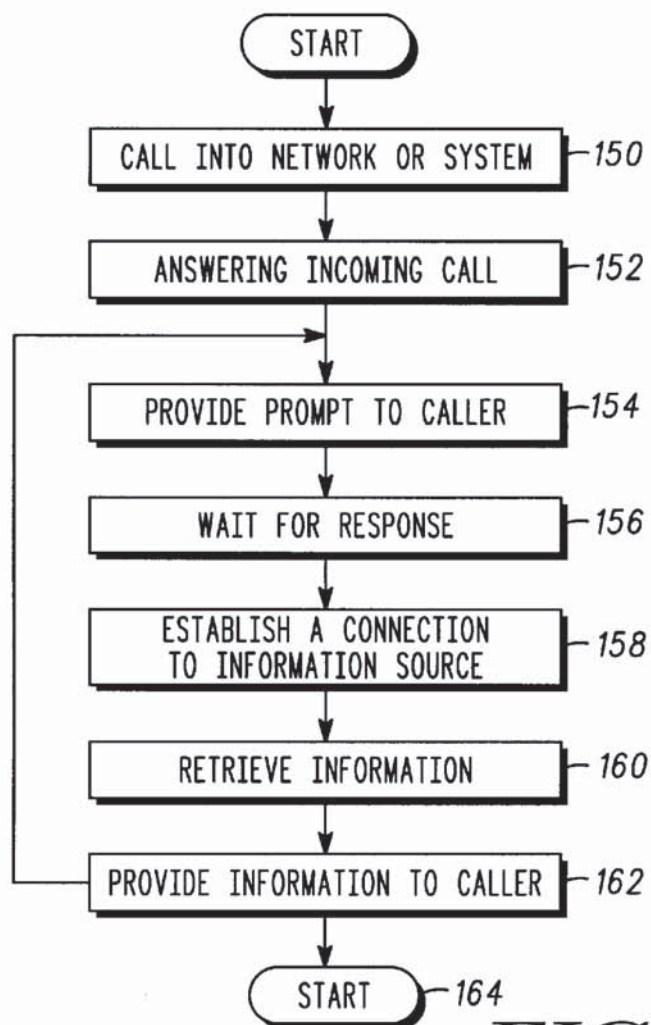 START
CALL INTO NETWORK OR SYSTEM
150
ANSWERING INCOMING CALL
152
PROVIDE PROMPT TO CALLER
154
WAIT FOR RESPONSE
156
ESTABLISH A CONNECTION
TO INFORMATION SOURCE
158
RETRIEVE INFORMATION
160
PROVIDE INFORMATION TO CALLER
162
START
164